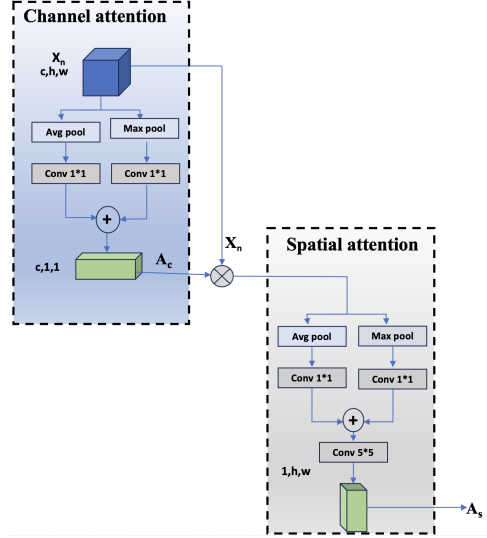 Channel attention
Xn
c,h,w
Avg pool
Max pool
Conv 1*1
Conv 1*1
+
c,1,1
Ac
Xn
Spatial attention
Avg pool
Max pool
Conv 1*1
Conv 1*1
+
Conv 5*5
1,h,w
As